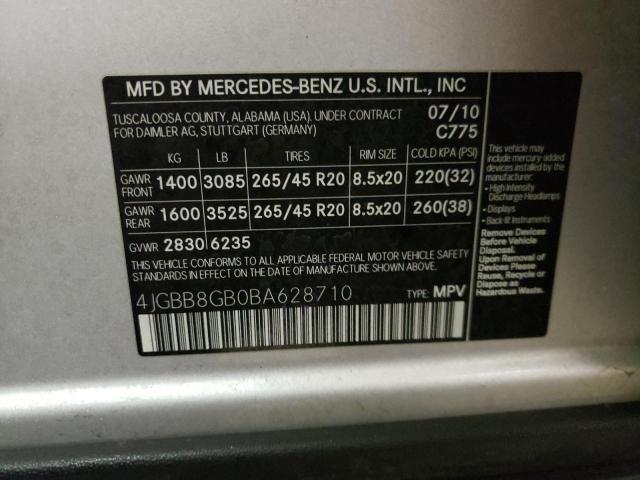 MFD BY MERCEDES-BENZ U.S. INTL., INC
TUSCALOOSA COUNTY, ALABAMA (USA). UNDER CONTRACT 07/10
FOR DAIMLER AG, STUTTGART (GERMANY) C775
KG LB TIRES RIM SIZE COLD KPA (PSI)
GAWR FRONT 1400 3085 265/45 R20 8.5x20 220(32)
GAWR REAR 1600 3525 265/45 R20 8.5x20 260(38)
GVWR 2830 6235
THIS VEHICLE CONFORMS TO ALL APPLICABLE FEDERAL MOTOR VEHICLE SAFETY
STANDARDS IN EFFECT ON THE DATE OF MANUFACTURE SHOWN ABOVE.
4JGBB8GB0BA628710 TYPE: MPV
This vehicle may
include mercury-added
devices installed by the
manufacturer:
- High Intensity
Discharge Headlamps
- Displays
- Back-lit Instruments
Remove Devices
Before Vehicle
Disposal.
Upon Removal of
Devices Please
Reuse, Recycle or
Dispose as
Hazardous Waste.